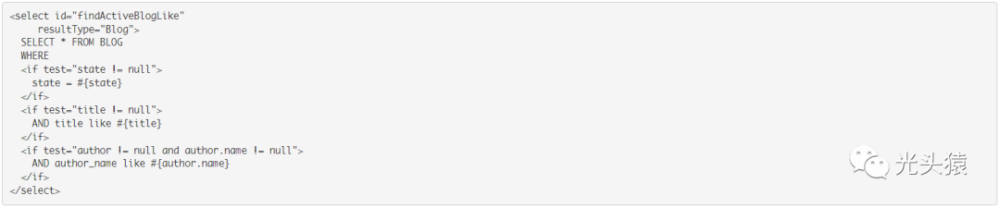 <select id="findActiveBlogLike"
resultType="Blog">
SELECT * FROM BLOG
WHERE
<if test="state != null">
state = #{state}
</if>
<if test="title != null">
AND title like #{title}
</if>
<if test="author != null and author.name != null">
AND author_name like #{author.name}
</if>
</select>
光头猿